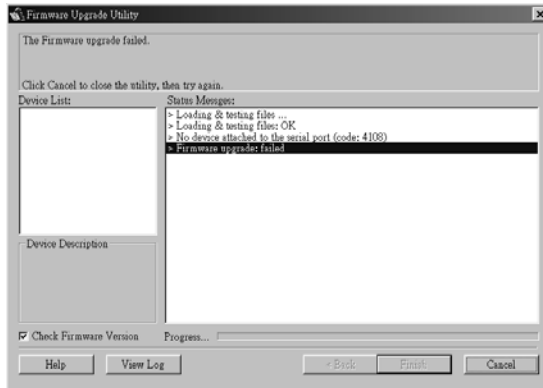 Firmware Upgrade Utility
The Firmware upgrade failed.
Click Cancel to close the utility, then try again.
Device List:
Status Messges:
> Loading & testing files ...
> Loading & testing files: OK
> No device attached to the serial port (code: 4108)
> Firmware upgrade: failed
Device Description
Check Firmware Version
Progress...
Help
View Log
< Back
Finish
Cancel